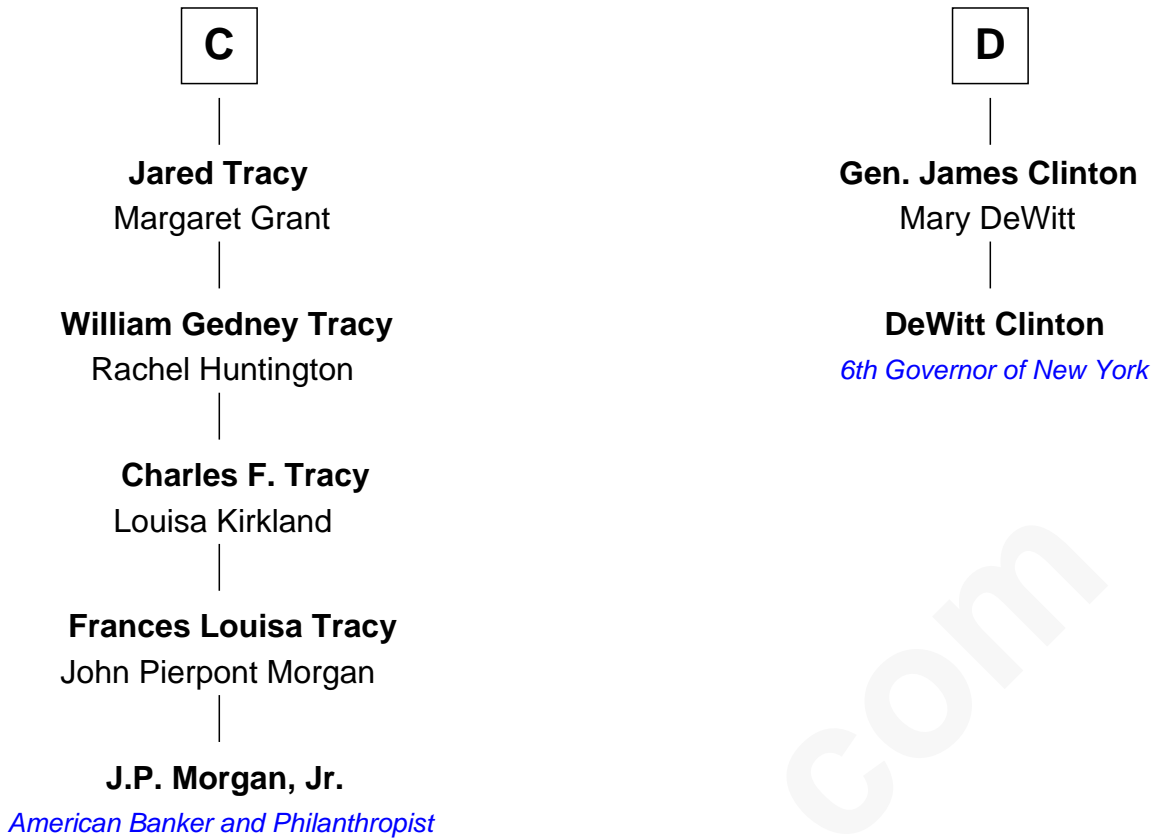 C
Jared Tracy
Margaret Grant
William Gedney Tracy
Rachel Huntington
Charles F. Tracy
Louisa Kirkland
Frances Louisa Tracy
John Pierpont Morgan
J.P. Morgan, Jr.
American Banker and Philanthropist
D
Gen. James Clinton
Mary DeWitt
DeWitt Clinton
6th Governor of New York
com